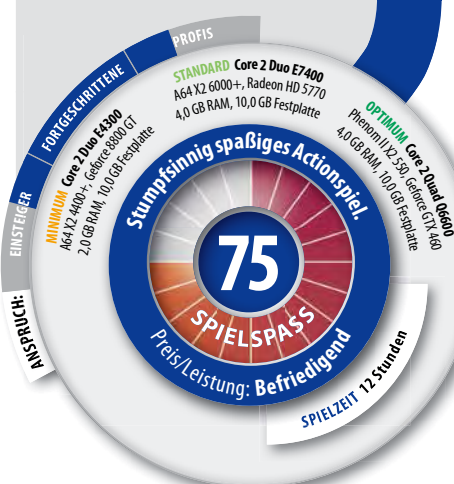 ANSPRUCH:
EINSTEIGER
FORTGESCHRITTENE
PROFIS
MINIMUM Core 2 Duo E4300
A64 X2 4400+, Geforce 8800 GT
2,0 GB RAM, 10,0 GB Festplatte
STANDARD Core 2 Duo E7400
A64 X2 6000+, Radeon HD 5770
4,0 GB RAM, 10,0 GB Festplatte
OPTIMUM Core 2 Quad Q6600
Phenom II X2 550, Geforce GTX 460
4,0 GB RAM, 10,0 GB Festplatte
Stumpfsinnig spaßiges Actionspiel.
75
SPIELSPASS
Preis/Leistung: Befriedigend
SPIELZEIT 12 Stunden